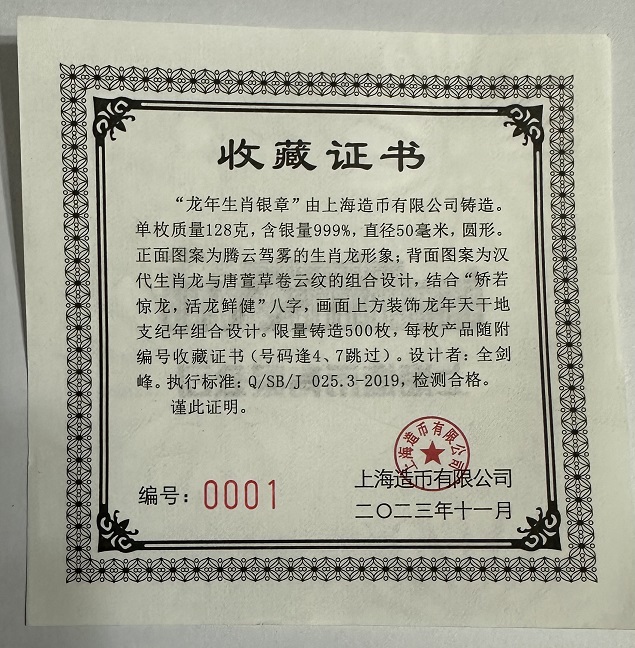 收藏证书
“龙年生肖银章”由上海造币有限公司铸造。
单枚质量128克，含银量999‰，直径50毫米，圆形。
正面图案为腾云驾雾的生肖龙形象；背面图案为汉
代生肖龙与唐萱草卷云纹的组合设计，结合“矫若
惊龙，活龙鲜健”八字，画面上方装饰龙年天干地
支纪年组合设计。限量铸造500枚，每枚产品随附
编号收藏证书（号码逢4、7跳过）。设计者：全剑
峰。执行标准：Q/SB/J 025.3-2019，检测合格。
谨此证明。
上海造币有限公司
编号：0001
上海造币有限公司
二〇二三年十一月